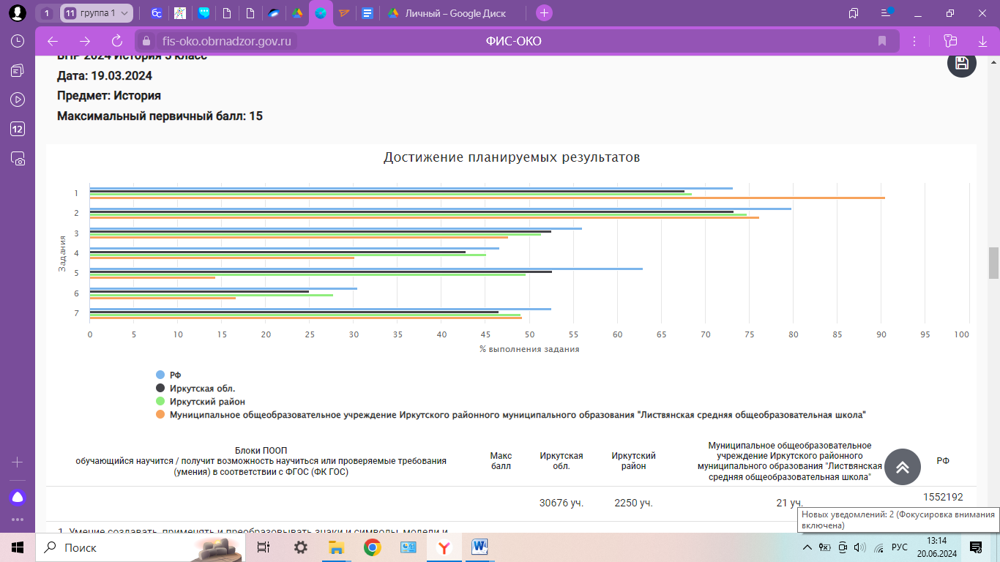 1
11 группа 1
Личный – Google Диск
fis-oko.obrnadzor.gov.ru
ФИС-ОКО
ВПР 2024 История 5 класс
Дата: 19.03.2024
Предмет: История
Максимальный первичный балл: 15
12
Достижение планируемых результатов
Задания
1
2
3
4
5
6
7
0 5 10 15 20 25 30 35 40 45 50 55 60 65 70 75 80 85 90 95 100
% выполнения задания
РФ
Иркутская обл.
Иркутский район
Муниципальное общеобразовательное учреждение Иркутского районного муниципального образования "Листвянская средняя общеобразовательная школа"
Блоки ПООП
обучающийся научится / получит возможность научиться или проверяемые требования
(умения) в соответствии с ФГОС (ФК ГОС)
Макс
балл
Иркутская
обл.
Иркутский
район
Муниципальное общеобразовательное
учреждение Иркутского районного
муниципального образования "Листвянская
средняя общеобразовательная школа"
РФ
30676 уч.
2250 уч.
21 уч.
1552192
1. Умение создавать, применять и преобразовывать знаки и символы, модели и
Новых уведомлений: 2 (Фокусировка внимания
включена)
Поиск
РУС
13:14
20.06.2024